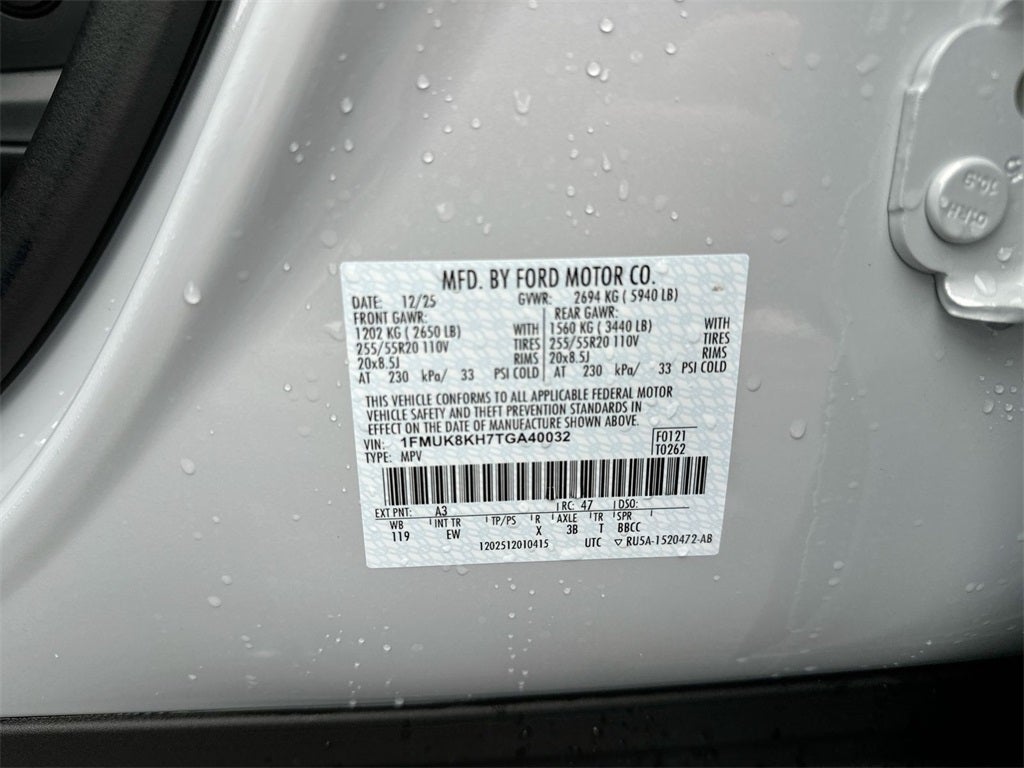 MFD. BY FORD MOTOR CO.
DATE: 12/25 GVWR: 2694 KG ( 5940 LB)
FRONT GAWR: REAR GAWR:
1202 KG ( 2650 LB) WITH 1560 KG ( 3440 LB) WITH
255/55R20 110V TIRES 255/55R20 110V TIRES
20x8.5J RIMS 20x8.5J RIMS
AT 230 kPa/ 33 PSI COLD AT 230 kPa/ 33 PSI COLD
THIS VEHICLE CONFORMS TO ALL APPLICABLE FEDERAL MOTOR
VEHICLE SAFETY AND THEFT PREVENTION STANDARDS IN
EFFECT ON THE DATE OF MANUFACTURE SHOWN ABOVE.
VIN: 1FMUK8KH7TGA40032 F0121
TYPE: MPV T0262
EXT PNT: A3 RC: 47 DSO:
WB INT TR TP/PS R AXLE TR SPR
119 EW X 3B T BBCC
1202512010415 UTC ▽ RU5A-1520472-AB
10.9